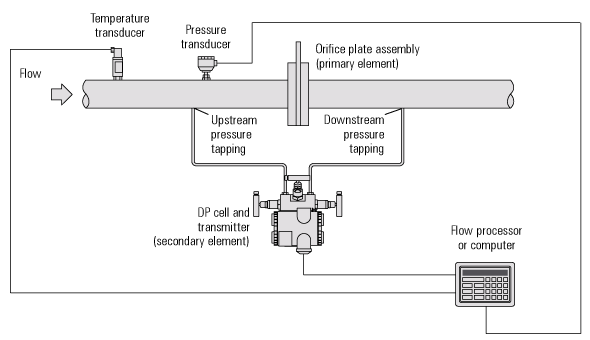 Temperature
transducer
Pressure
transducer
Orifice plate assembly
(primary element)
Flow
Upstream
pressure
tapping
Downstream
pressure
tapping
DP cell and
transmitter
(secondary element)
Flow processor
or computer